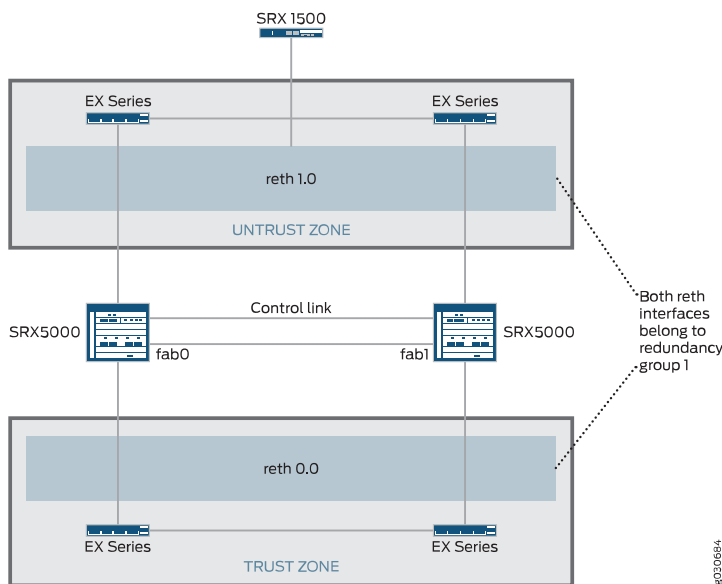 SRX 1500
EX Series
EX Series
reth 1.0
UNTRUST ZONE
Control link
SRX5000
SRX5000
fab0
fab1
Both reth
interfaces
belong to
redundancy
group 1
reth 0.0
EX Series
EX Series
TRUST ZONE
g030684